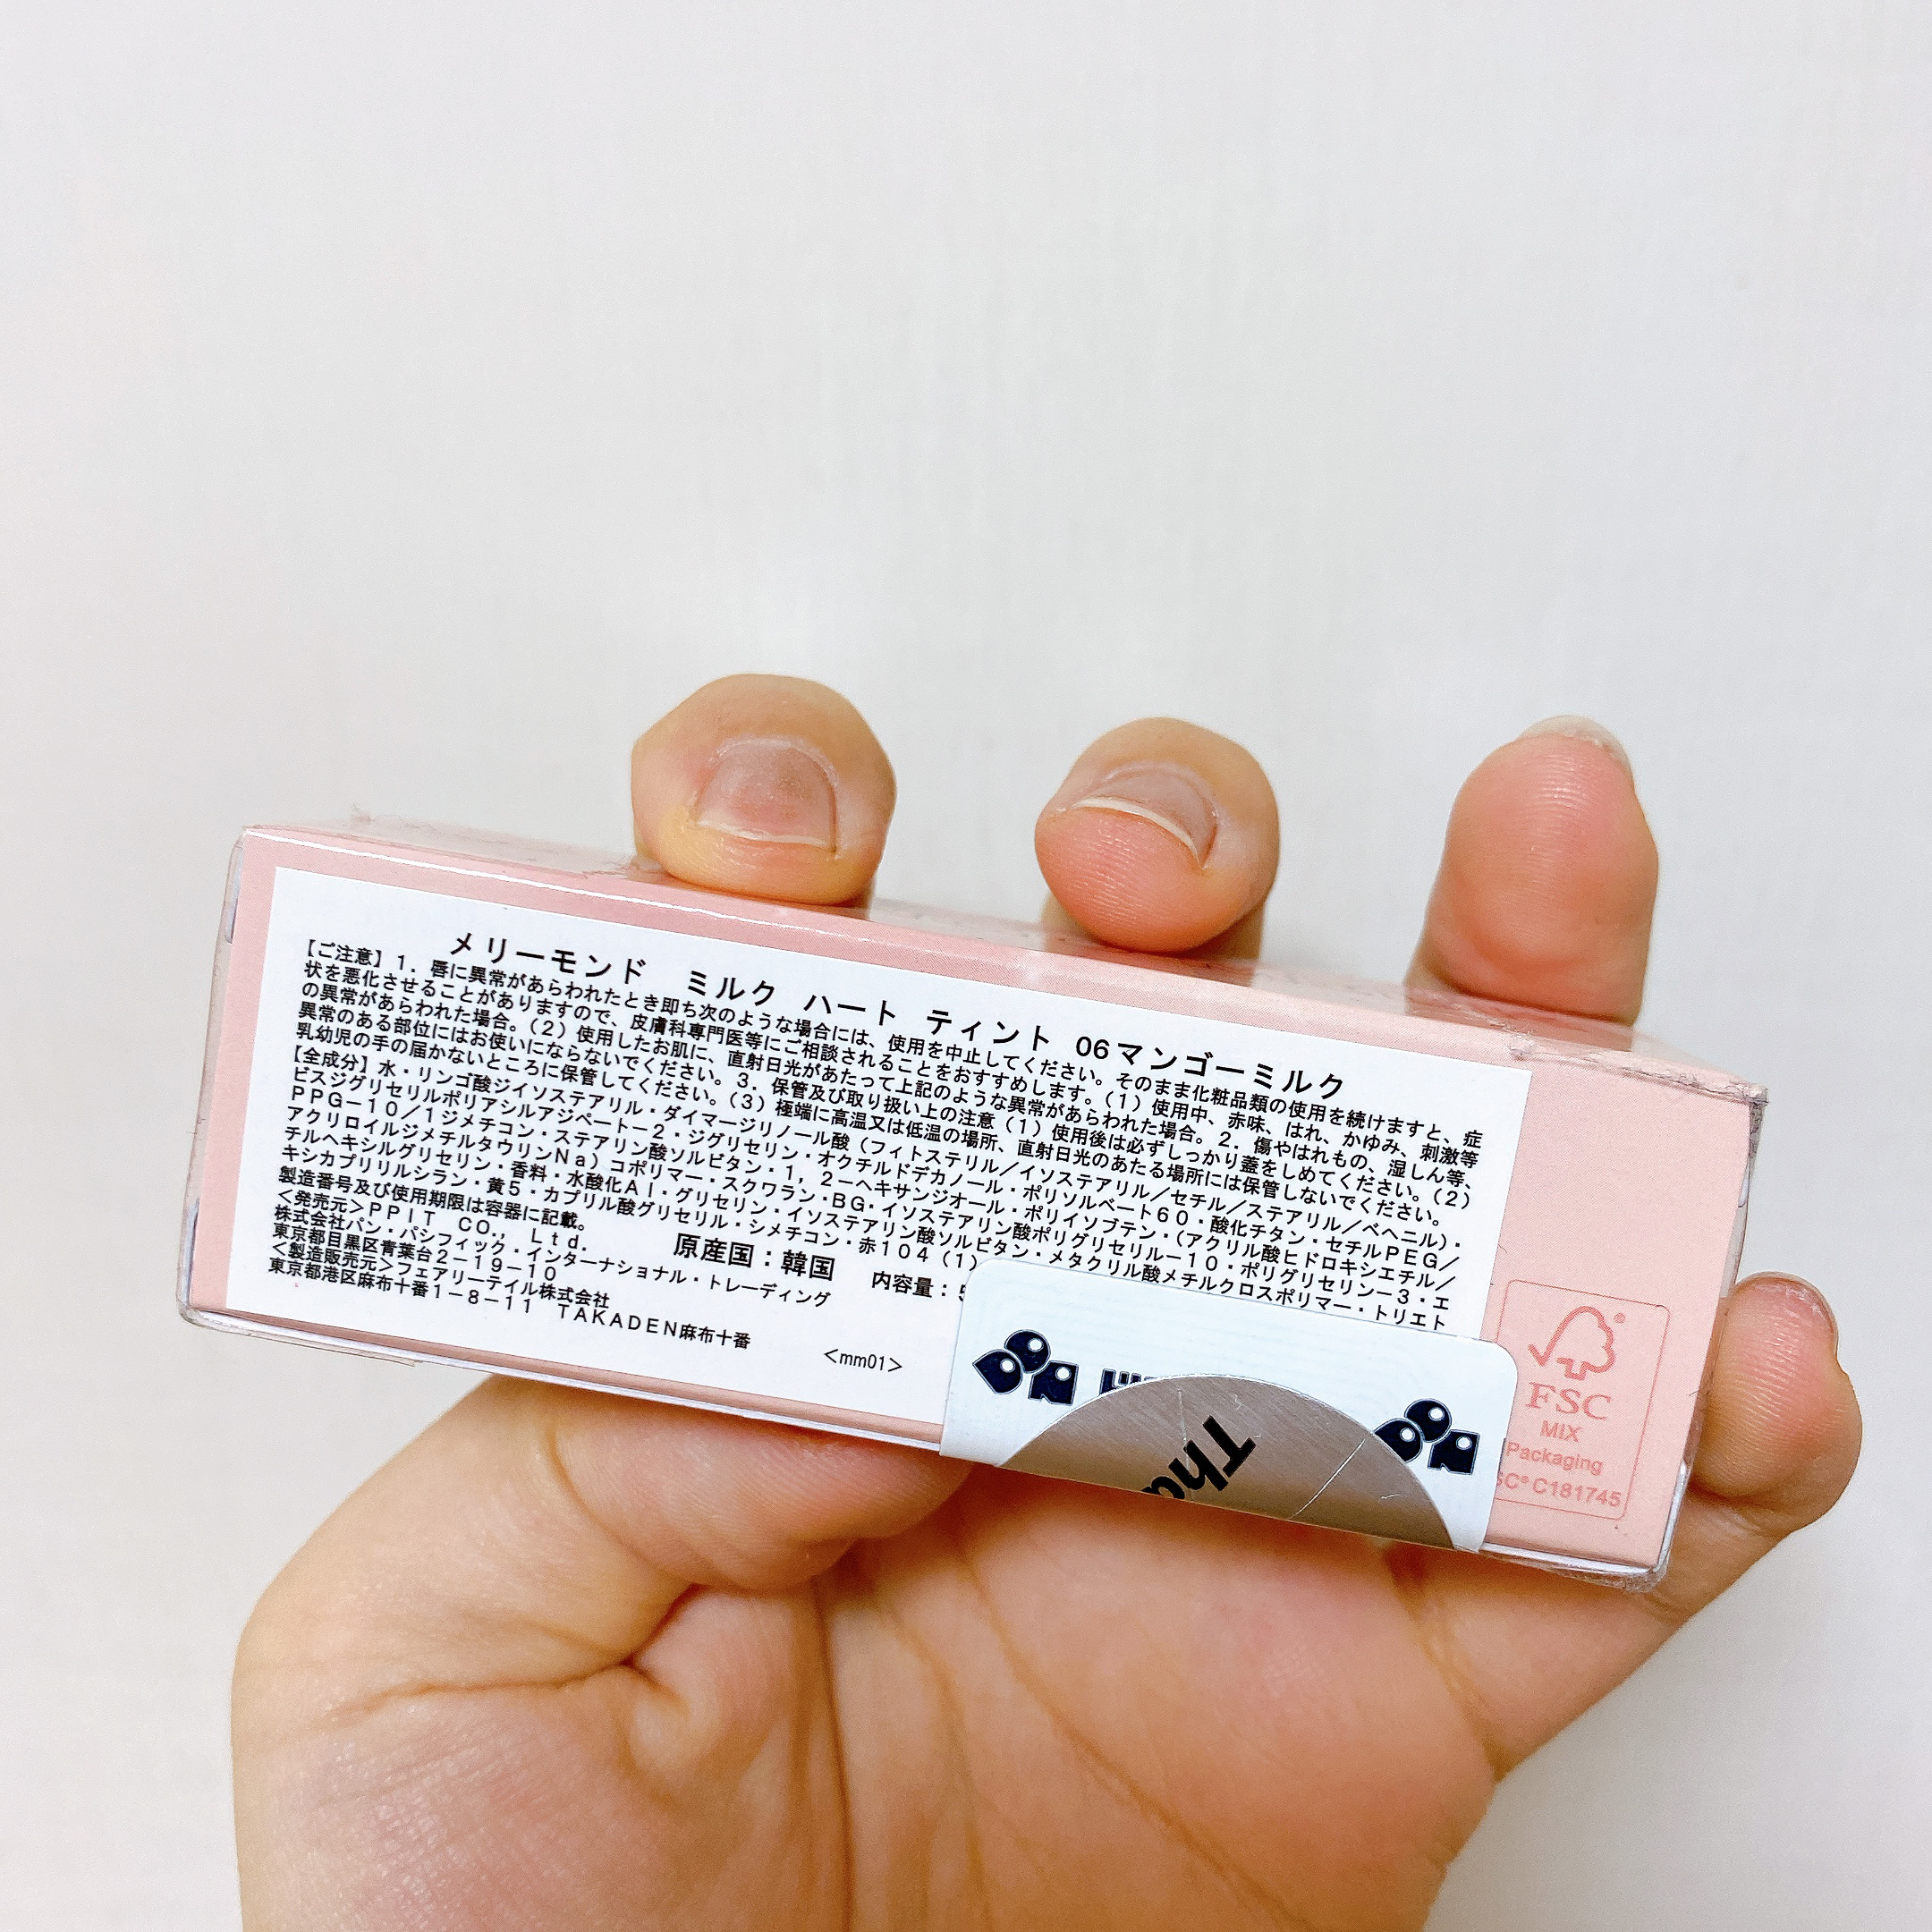 メリーモンド　ミルク ハート ティント 06マンゴーミルク
【ご注意】1．唇に異常があらわれたとき即ち次のような場合には、使用を中止してください。そのまま化粧品類の使用を続けますと、症
状を悪化させることがありますので、皮膚科専門医等にご相談されることをおすすめします。（1）使用中、赤味、はれ、かゆみ、刺激等
の異常があらわれた場合。（2）使用したお肌に、直射日光があたって上記のような異常があらわれた場合。2．傷やはれもの、湿しん等、
異常のある部位にはお使いにならないでください。3．保管及び取り扱い上の注意（1）使用後は必ずしっかり蓋をしめてください。（2）
乳幼児の手の届かないところに保管してください。（3）極端に高温又は低温の場所、直射日光のあたる場所には保管しないでください。
【全成分】水・リンゴ酸ジイソステアリル・ダイマージリノール酸（フィトステリル／イソステアリル／セチル／ステアリル／ベヘニル）・
ビスジグリセリルポリアシルアジペート－2・ジグリセリン・オクチルドデカノール・ポリソルベート60・酸化チタン・セチルPEG／
PPG－10／1ジメチコン・ステアリン酸ソルビタン・1，2－ヘキサンジオール・ポリイソブテン・（アクリル酸ヒドロキシエチル／
アクリロイルジメチルタウリンNa）コポリマー・スクワラン・BG・イソステアリン酸ポリグリセリル－10・ポリグリセリン－3・エ
チルヘキシルグリセリン・香料・水酸化Al・グリセリン・イソステアリン酸ソルビタン・メタクリル酸メチルクロスポリマー・トリエト
キシカプリリルシラン・黄5・カプリル酸グリセリル・シメチコン・赤104（1）
製造番号及び使用期限は容器に記載。
＜発売元＞PPIT CO., Ltd.
原産国：韓国　内容量：5
株式会社パン・パシフィック・インターナショナル・トレーディング
東京都目黒区青葉台2－19－10
＜製造販売元＞フェアリーテイル株式会社
東京都港区麻布十番1－8－11　TAKADEN麻布十番
＜mm01＞
FSC
MIX
Packaging
C181745